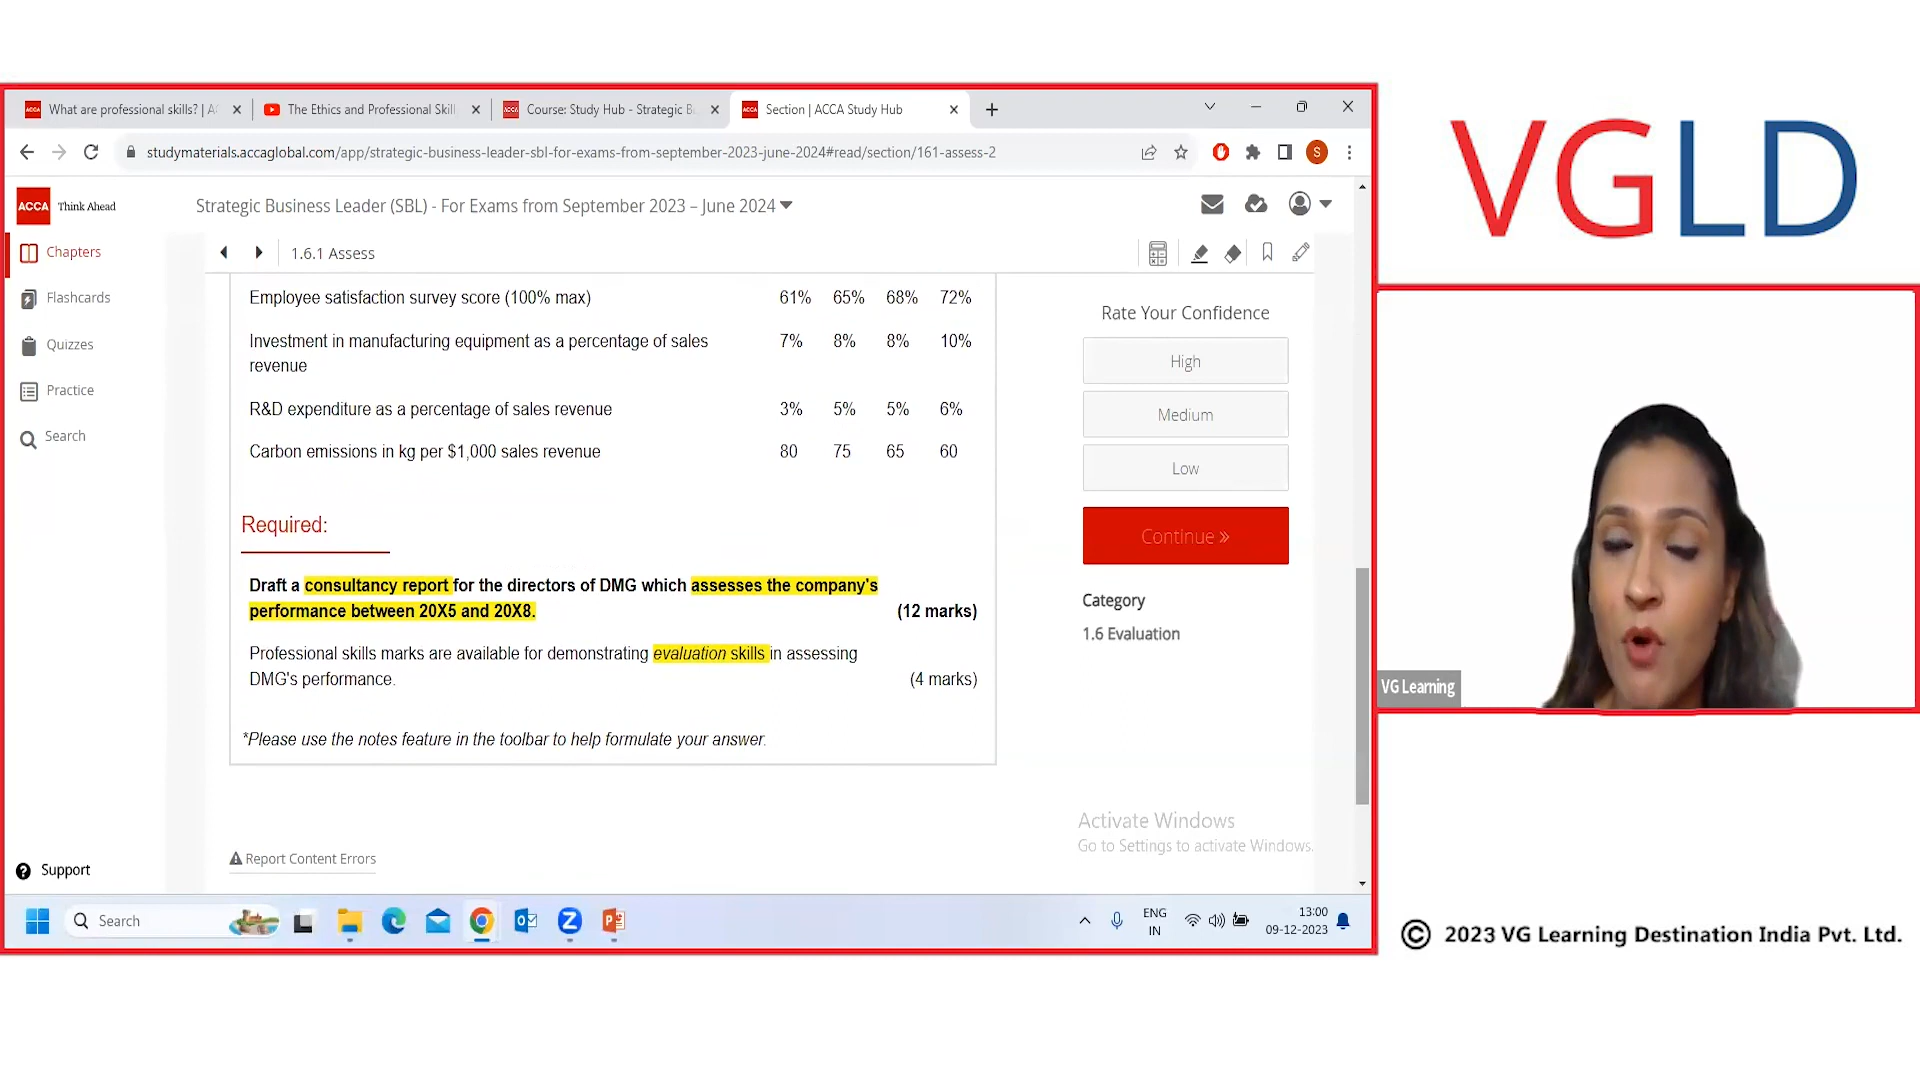 What are professional skills? | A
The Ethics and Professional Skil
Course: Study Hub - Strategic B
Section | ACCA Study Hub
studymaterials.accaglobal.com/app/strategic-business-leader-sbl-for-exams-from-september-2023-june-2024#read/section/161-assess-2
S
ACCA Think Ahead
Strategic Business Leader (SBL) - For Exams from September 2023 – June 2024
Chapters
Flashcards
Quizzes
Practice
Search
Support
1.6.1 Assess
Employee satisfaction survey score (100% max) 61% 65% 68% 72%
Investment in manufacturing equipment as a percentage of sales 7% 8% 8% 10%
revenue
R&D expenditure as a percentage of sales revenue 3% 5% 5% 6%
Carbon emissions in kg per $1,000 sales revenue 80 75 65 60
Required:
Draft a consultancy report for the directors of DMG which assesses the company's
performance between 20X5 and 20X8. (12 marks)
Professional skills marks are available for demonstrating evaluation skills in assessing
DMG's performance. (4 marks)
*Please use the notes feature in the toolbar to help formulate your answer.
Report Content Errors
Rate Your Confidence
High
Medium
Low
Continue »
Category
1.6 Evaluation
Activate Windows
Go to Settings to activate Windows.
Search
ENG
IN
13:00
09-12-2023
VGLD
VG Learning
© 2023 VG Learning Destination India Pvt. Ltd.